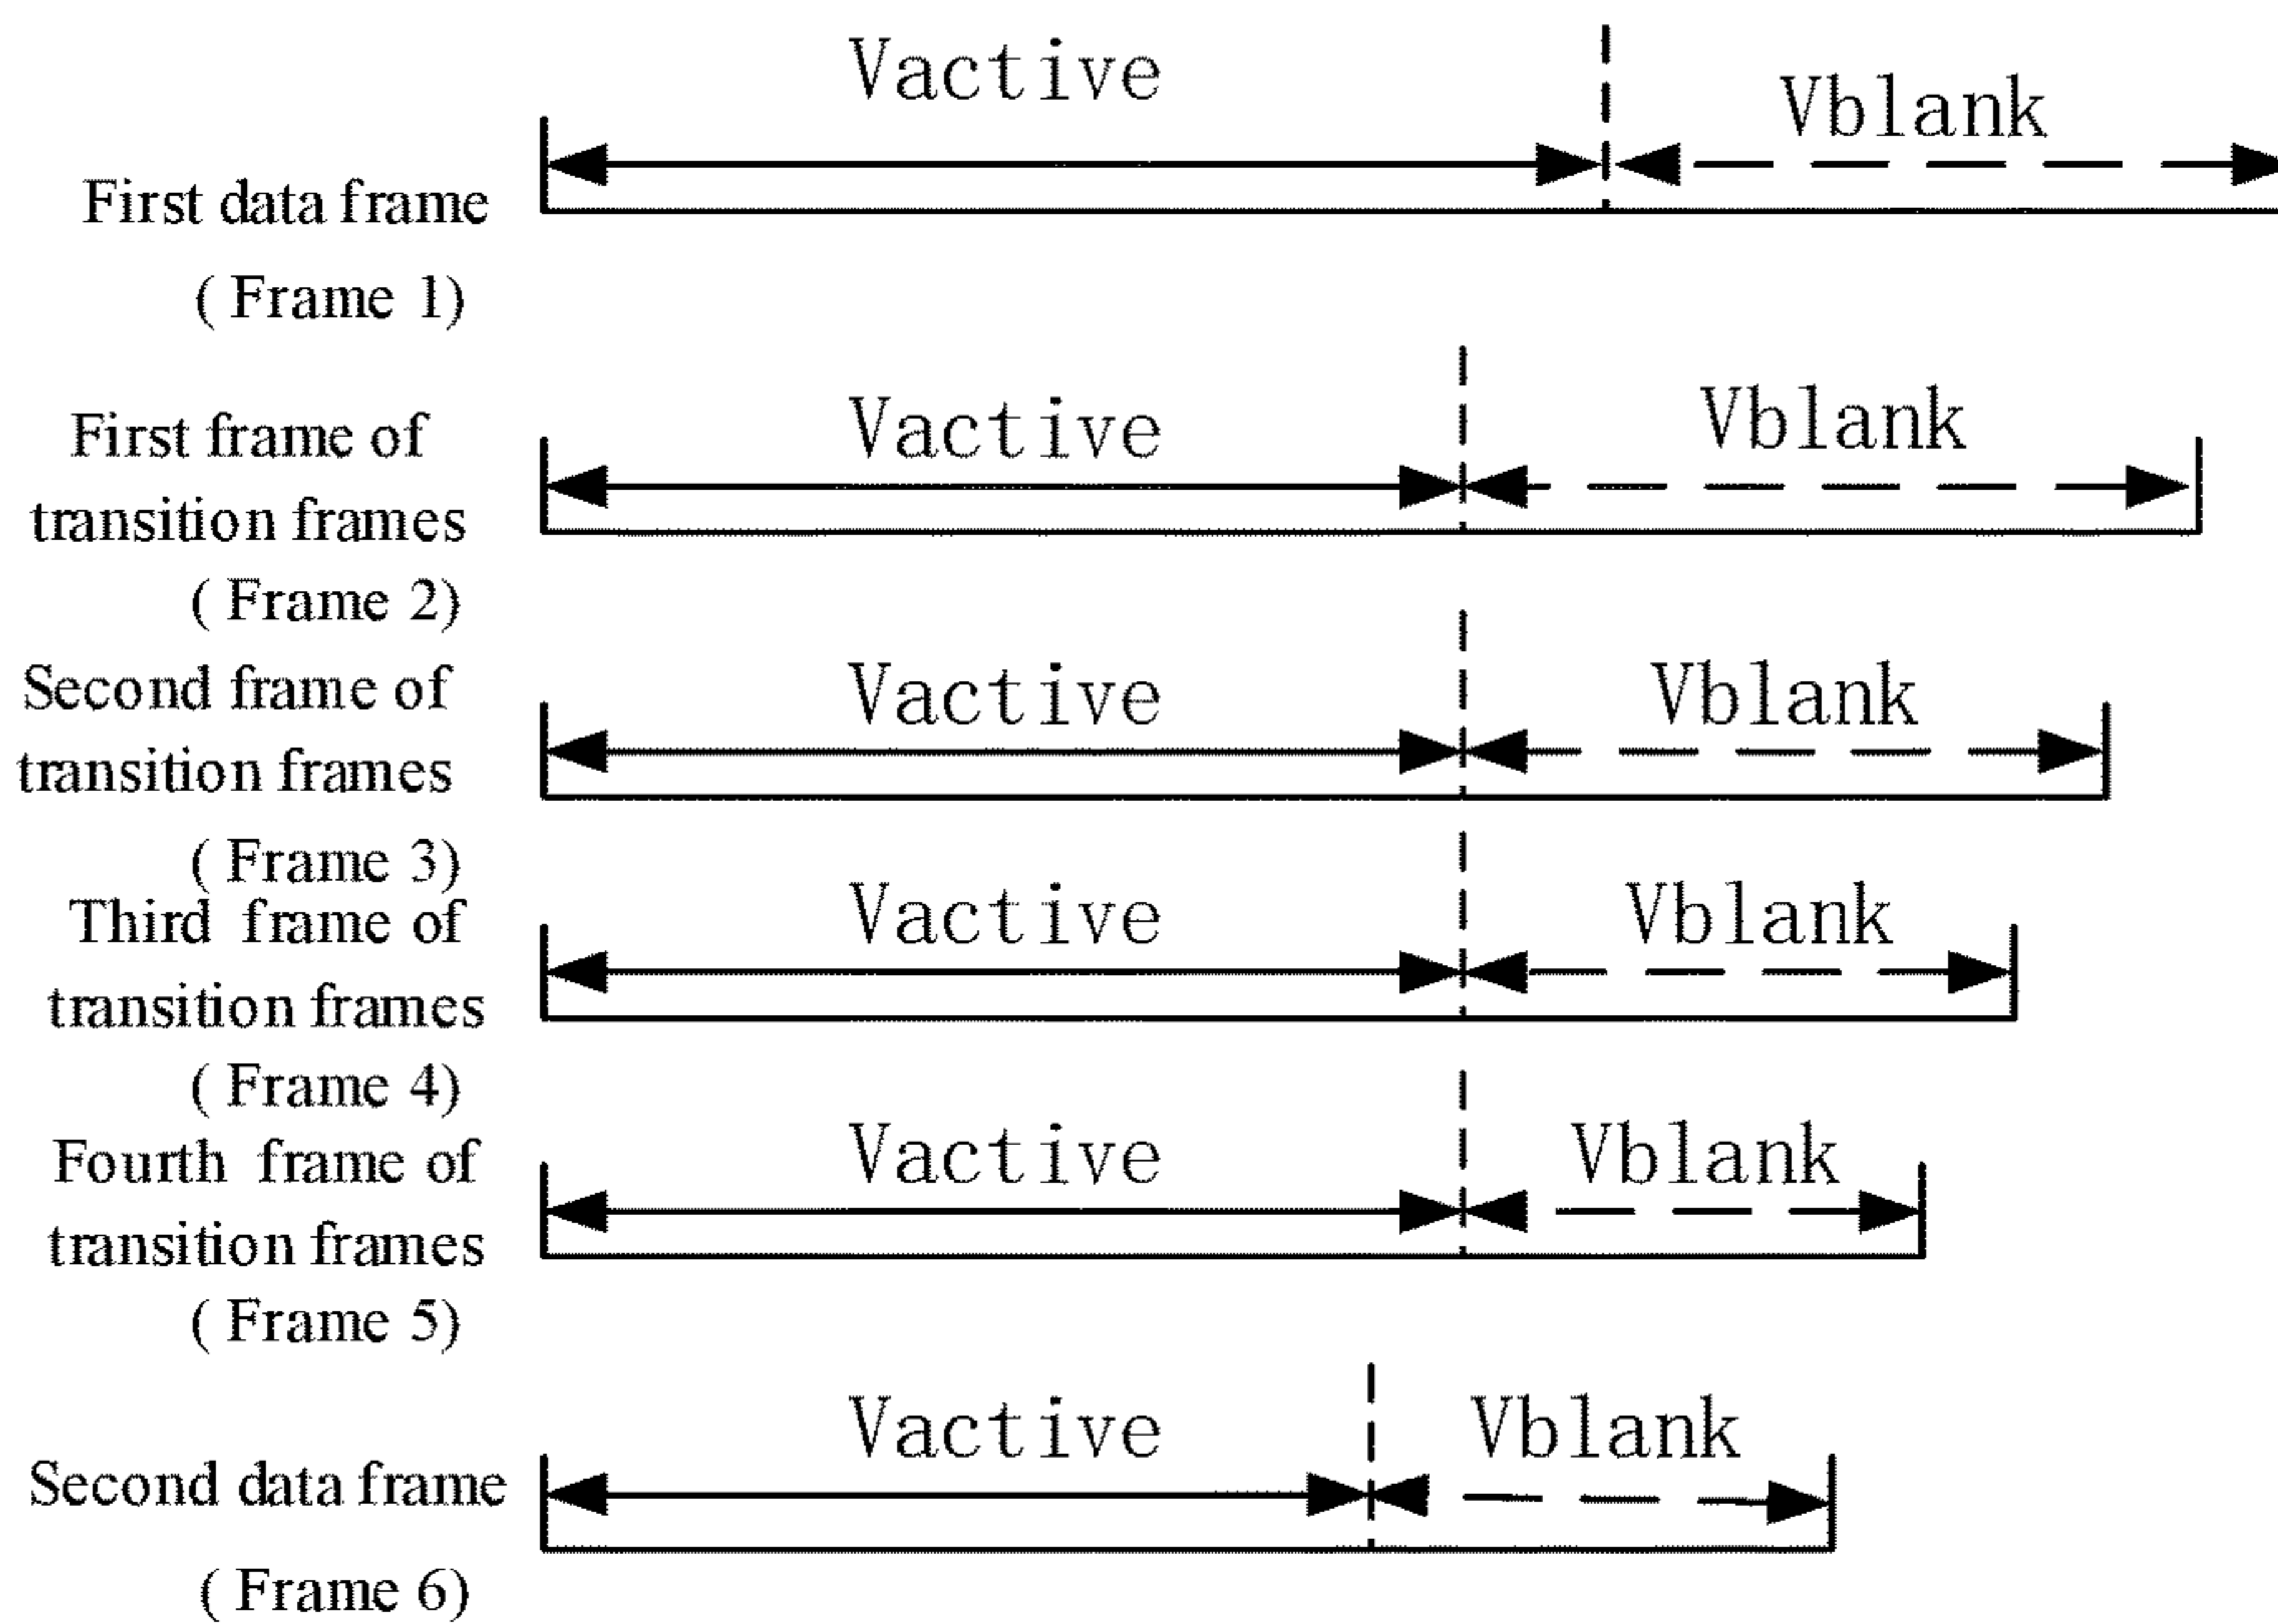 Vactive
Vblank
First data frame
( Frame 1)
Vactive
Vblank
First frame of
transition frames
( Frame 2)
Vactive
Vblank
Second frame of
transition frames
( Frame 3)
Vactive
Vblank
Third frame of
transition frames
( Frame 4)
Vactive
Vblank
Fourth frame of
transition frames
( Frame 5)
Vactive
Vblank
Second data frame
( Frame 6)